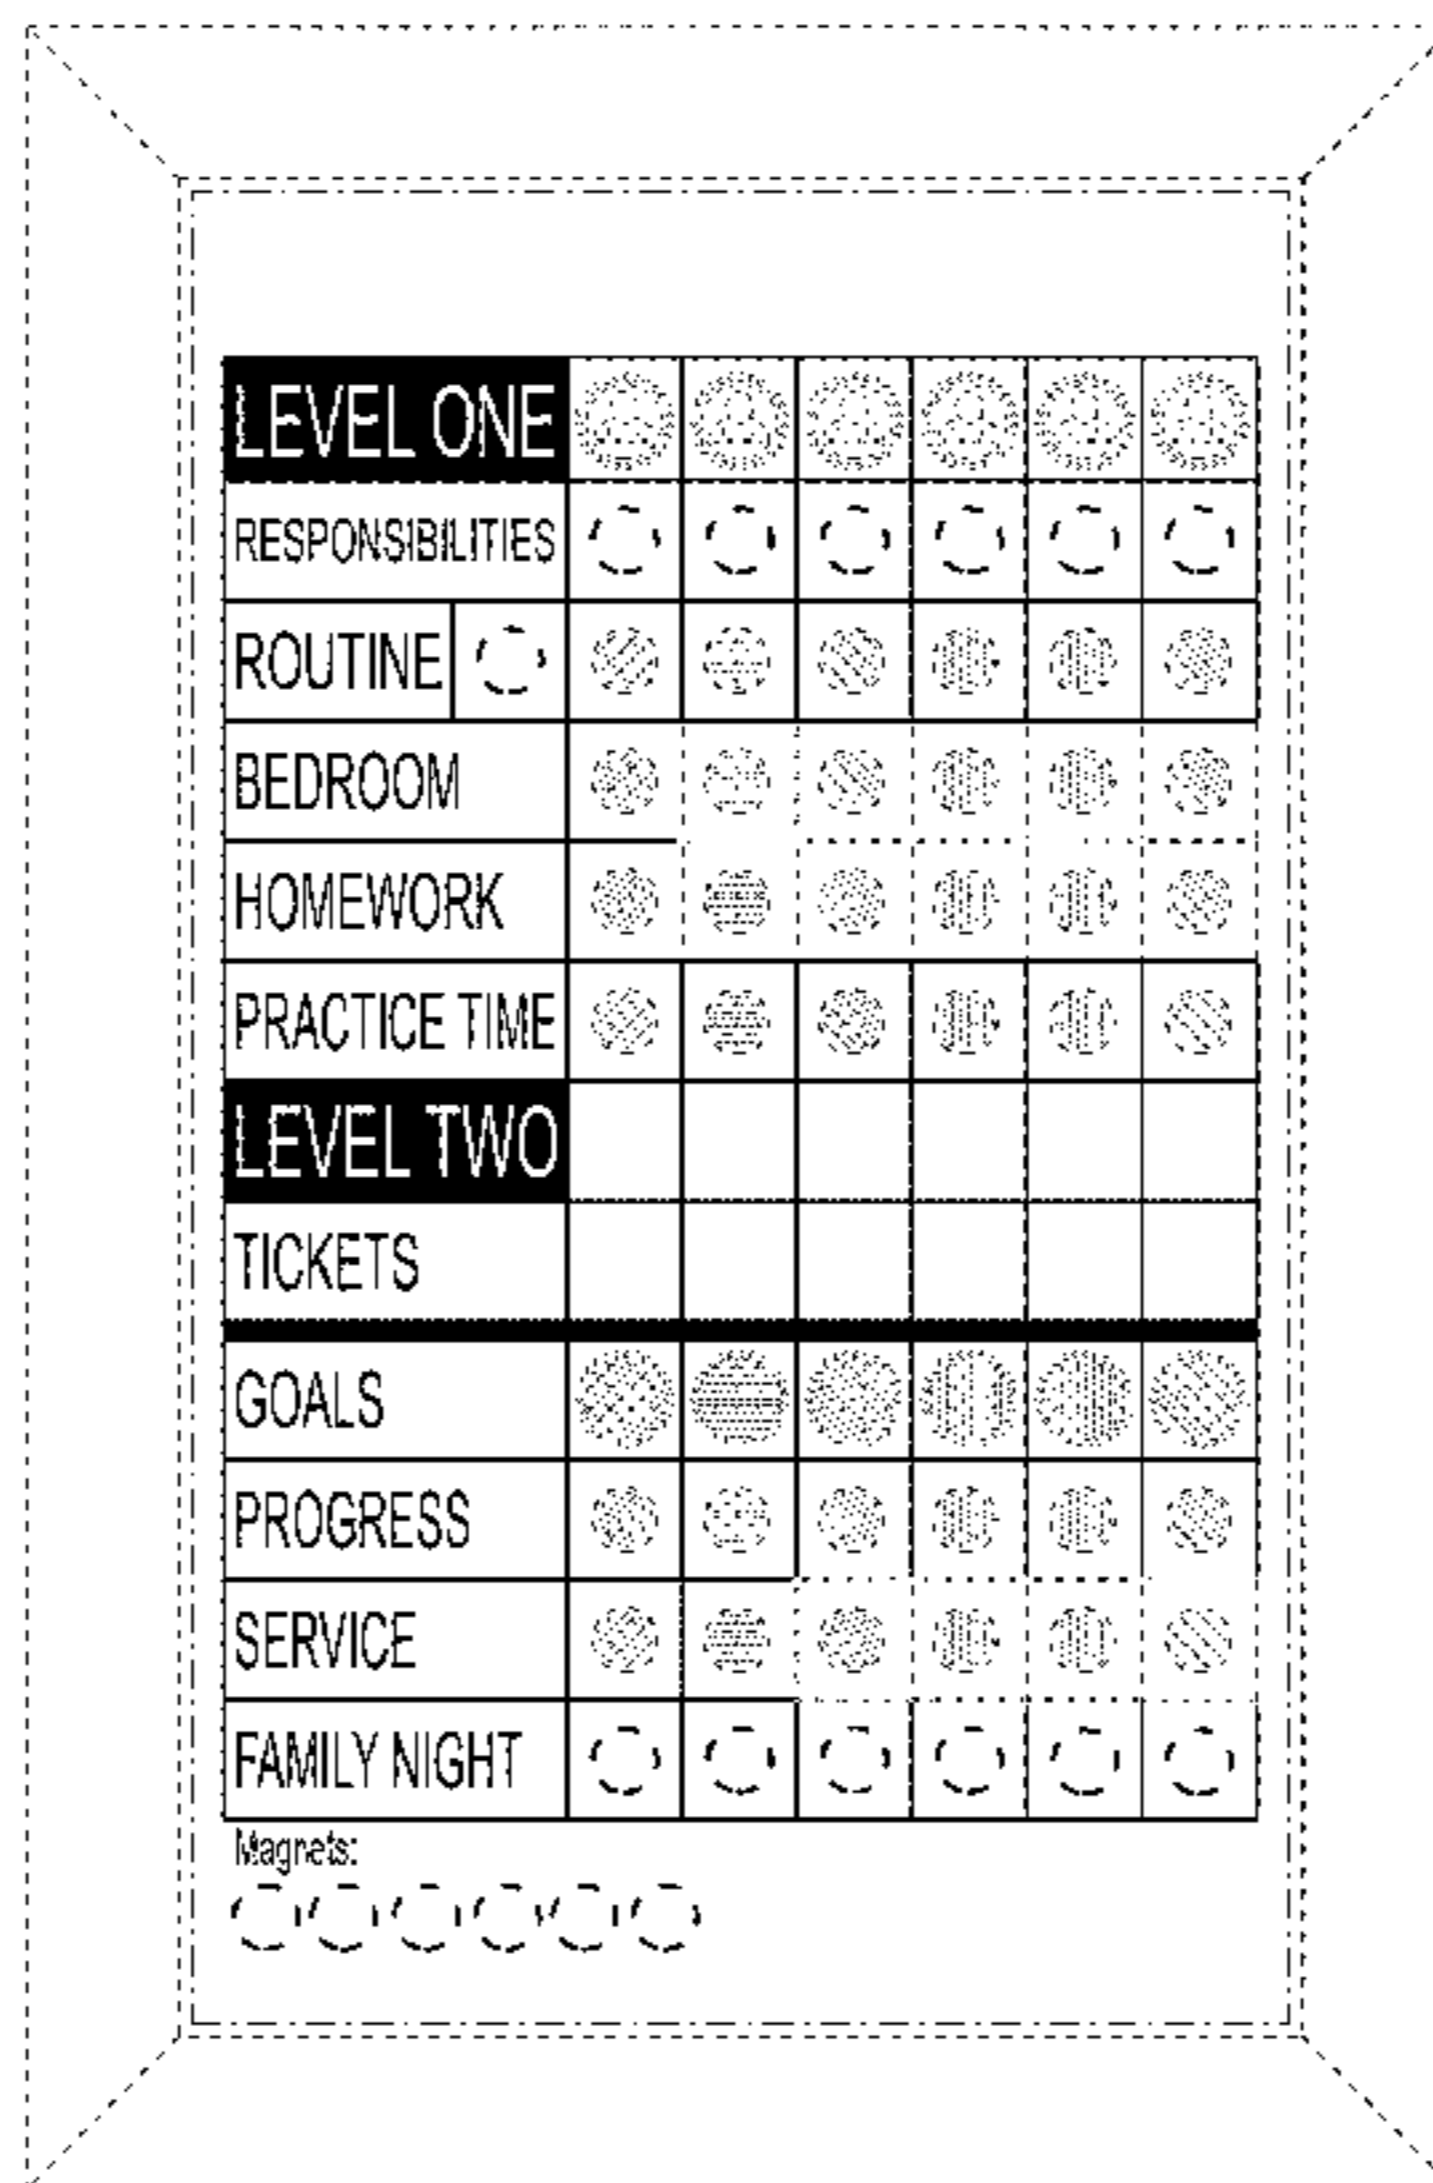 LEVEL ONE
RESPONSIBILITIES
ROUTINE
BEDROOM
HOMEWORK
PRACTICE TIME
LEVEL TWO
TICKETS
GOALS
PROGRESS
SERVICE
FAMILY NIGHT
Magnets: